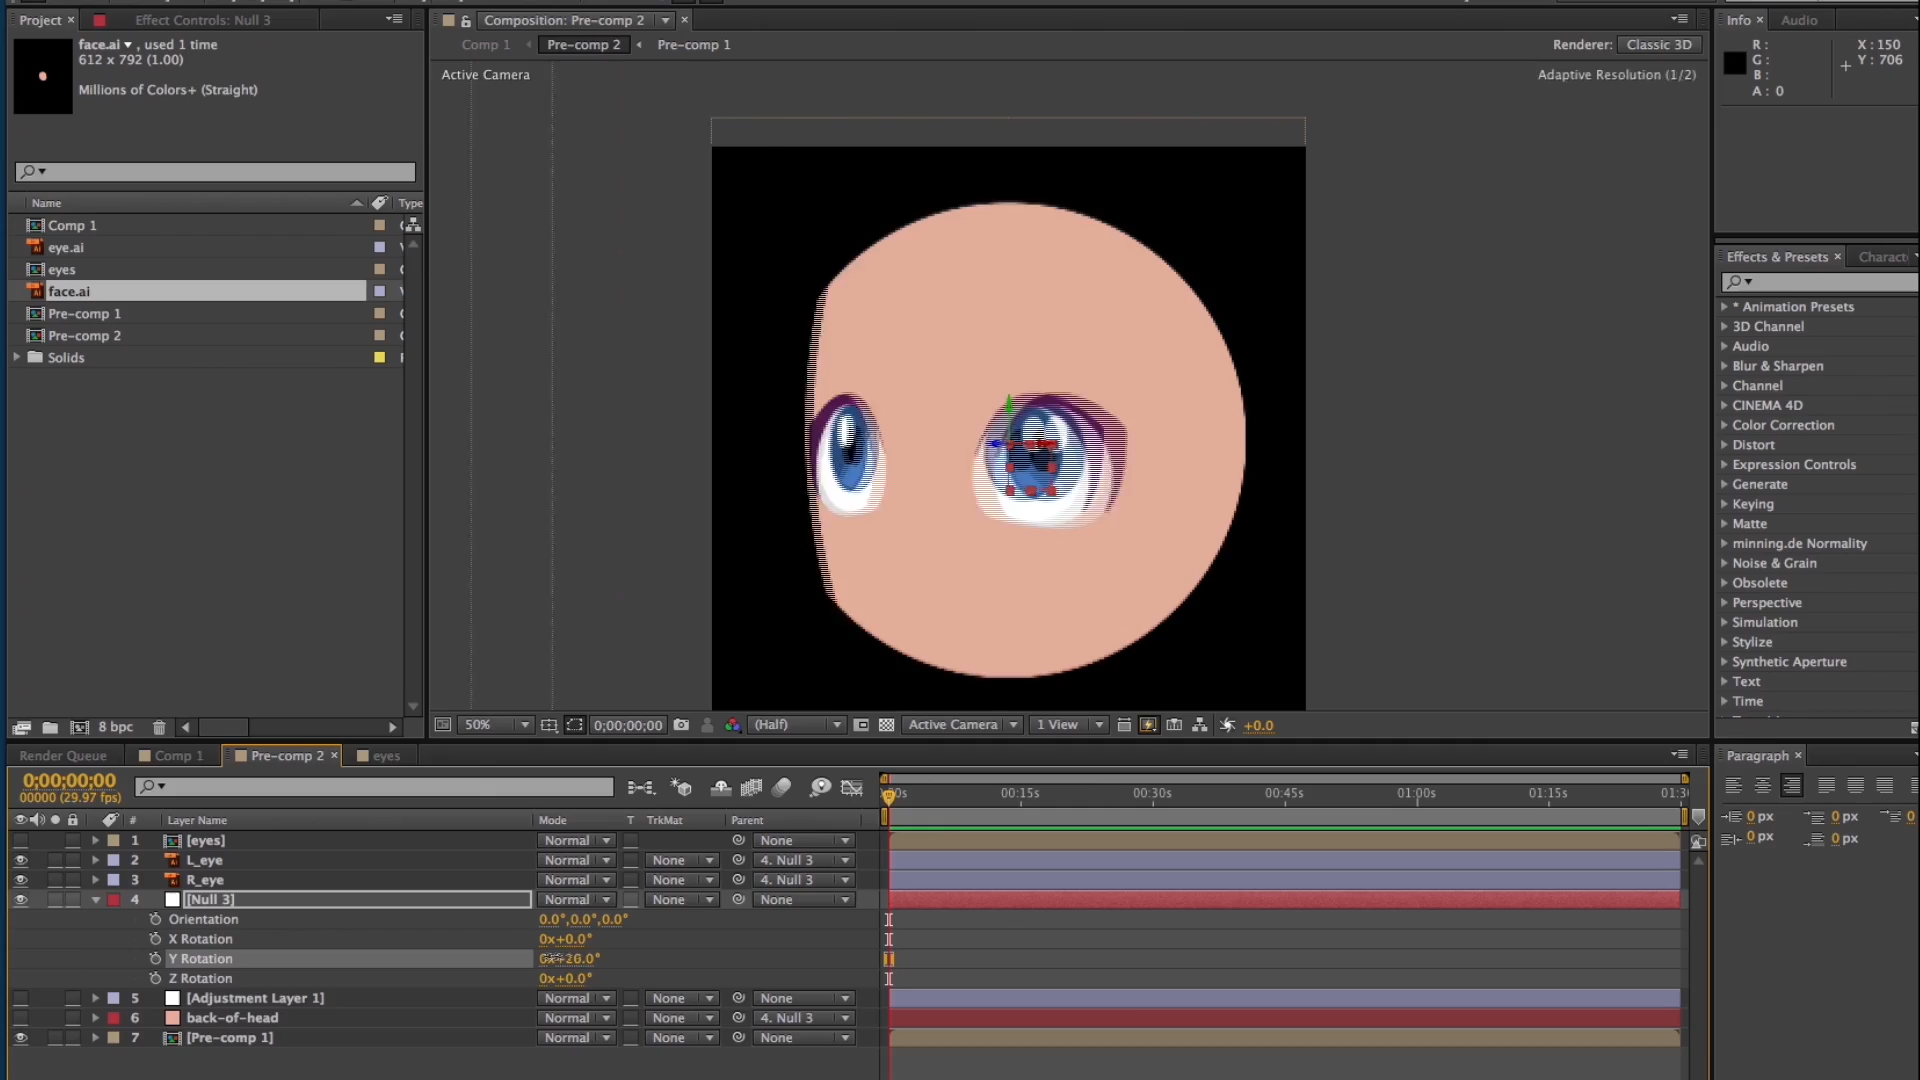 Project ×
Effect Controls: Null 3
face.ai▼, used 1 time
612 x 792 (1.00)
Millions of Colors+ (Straight)
Name
Type
Comp 1
eye.ai
eyes
face.ai
Pre-comp 1
Pre-comp 2
Solids
8 bpc
Composition: Pre-comp 2
Comp 1
Pre-comp 2
Pre-comp 1
Renderer: Classic 3D
Active Camera
Adaptive Resolution (1/2)
50%
0;00;00;00
(Half)
Active Camera
1 View
+0.0
Info ×
Audio
R :
G :
B :
A : 0
X : 150
Y : 706
Effects & Presets ×
Charact
* Animation Presets
3D Channel
Audio
Blur & Sharpen
Channel
CINEMA 4D
Color Correction
Distort
Expression Controls
Generate
Keying
Matte
minning.de Normality
Noise & Grain
Obsolete
Perspective
Simulation
Stylize
Synthetic Aperture
Text
Time
Paragraph ×
0 px
0 px
0
0 px
0 px
Render Queue
Comp 1
Pre-comp 2 ×
eyes
0;00;00;00
00000 (29.97 fps)
00:15s
00:30s
00:45s
01:00s
01:15s
01:30
# Layer Name
Mode
T TrkMat
Parent
1 [eyes] Normal None
2 L_eye Normal None 4. Null 3
3 R_eye Normal None 4. Null 3
4 [Null 3] Normal None None
Orientation 0.0°,0.0°,0.0°
X Rotation 0x+0.0°
Y Rotation
Z Rotation 0x+0.0°
5 [Adjustment Layer 1] Normal None None
6 back-of-head Normal None 4. Null 3
7 [Pre-comp 1] Normal None None